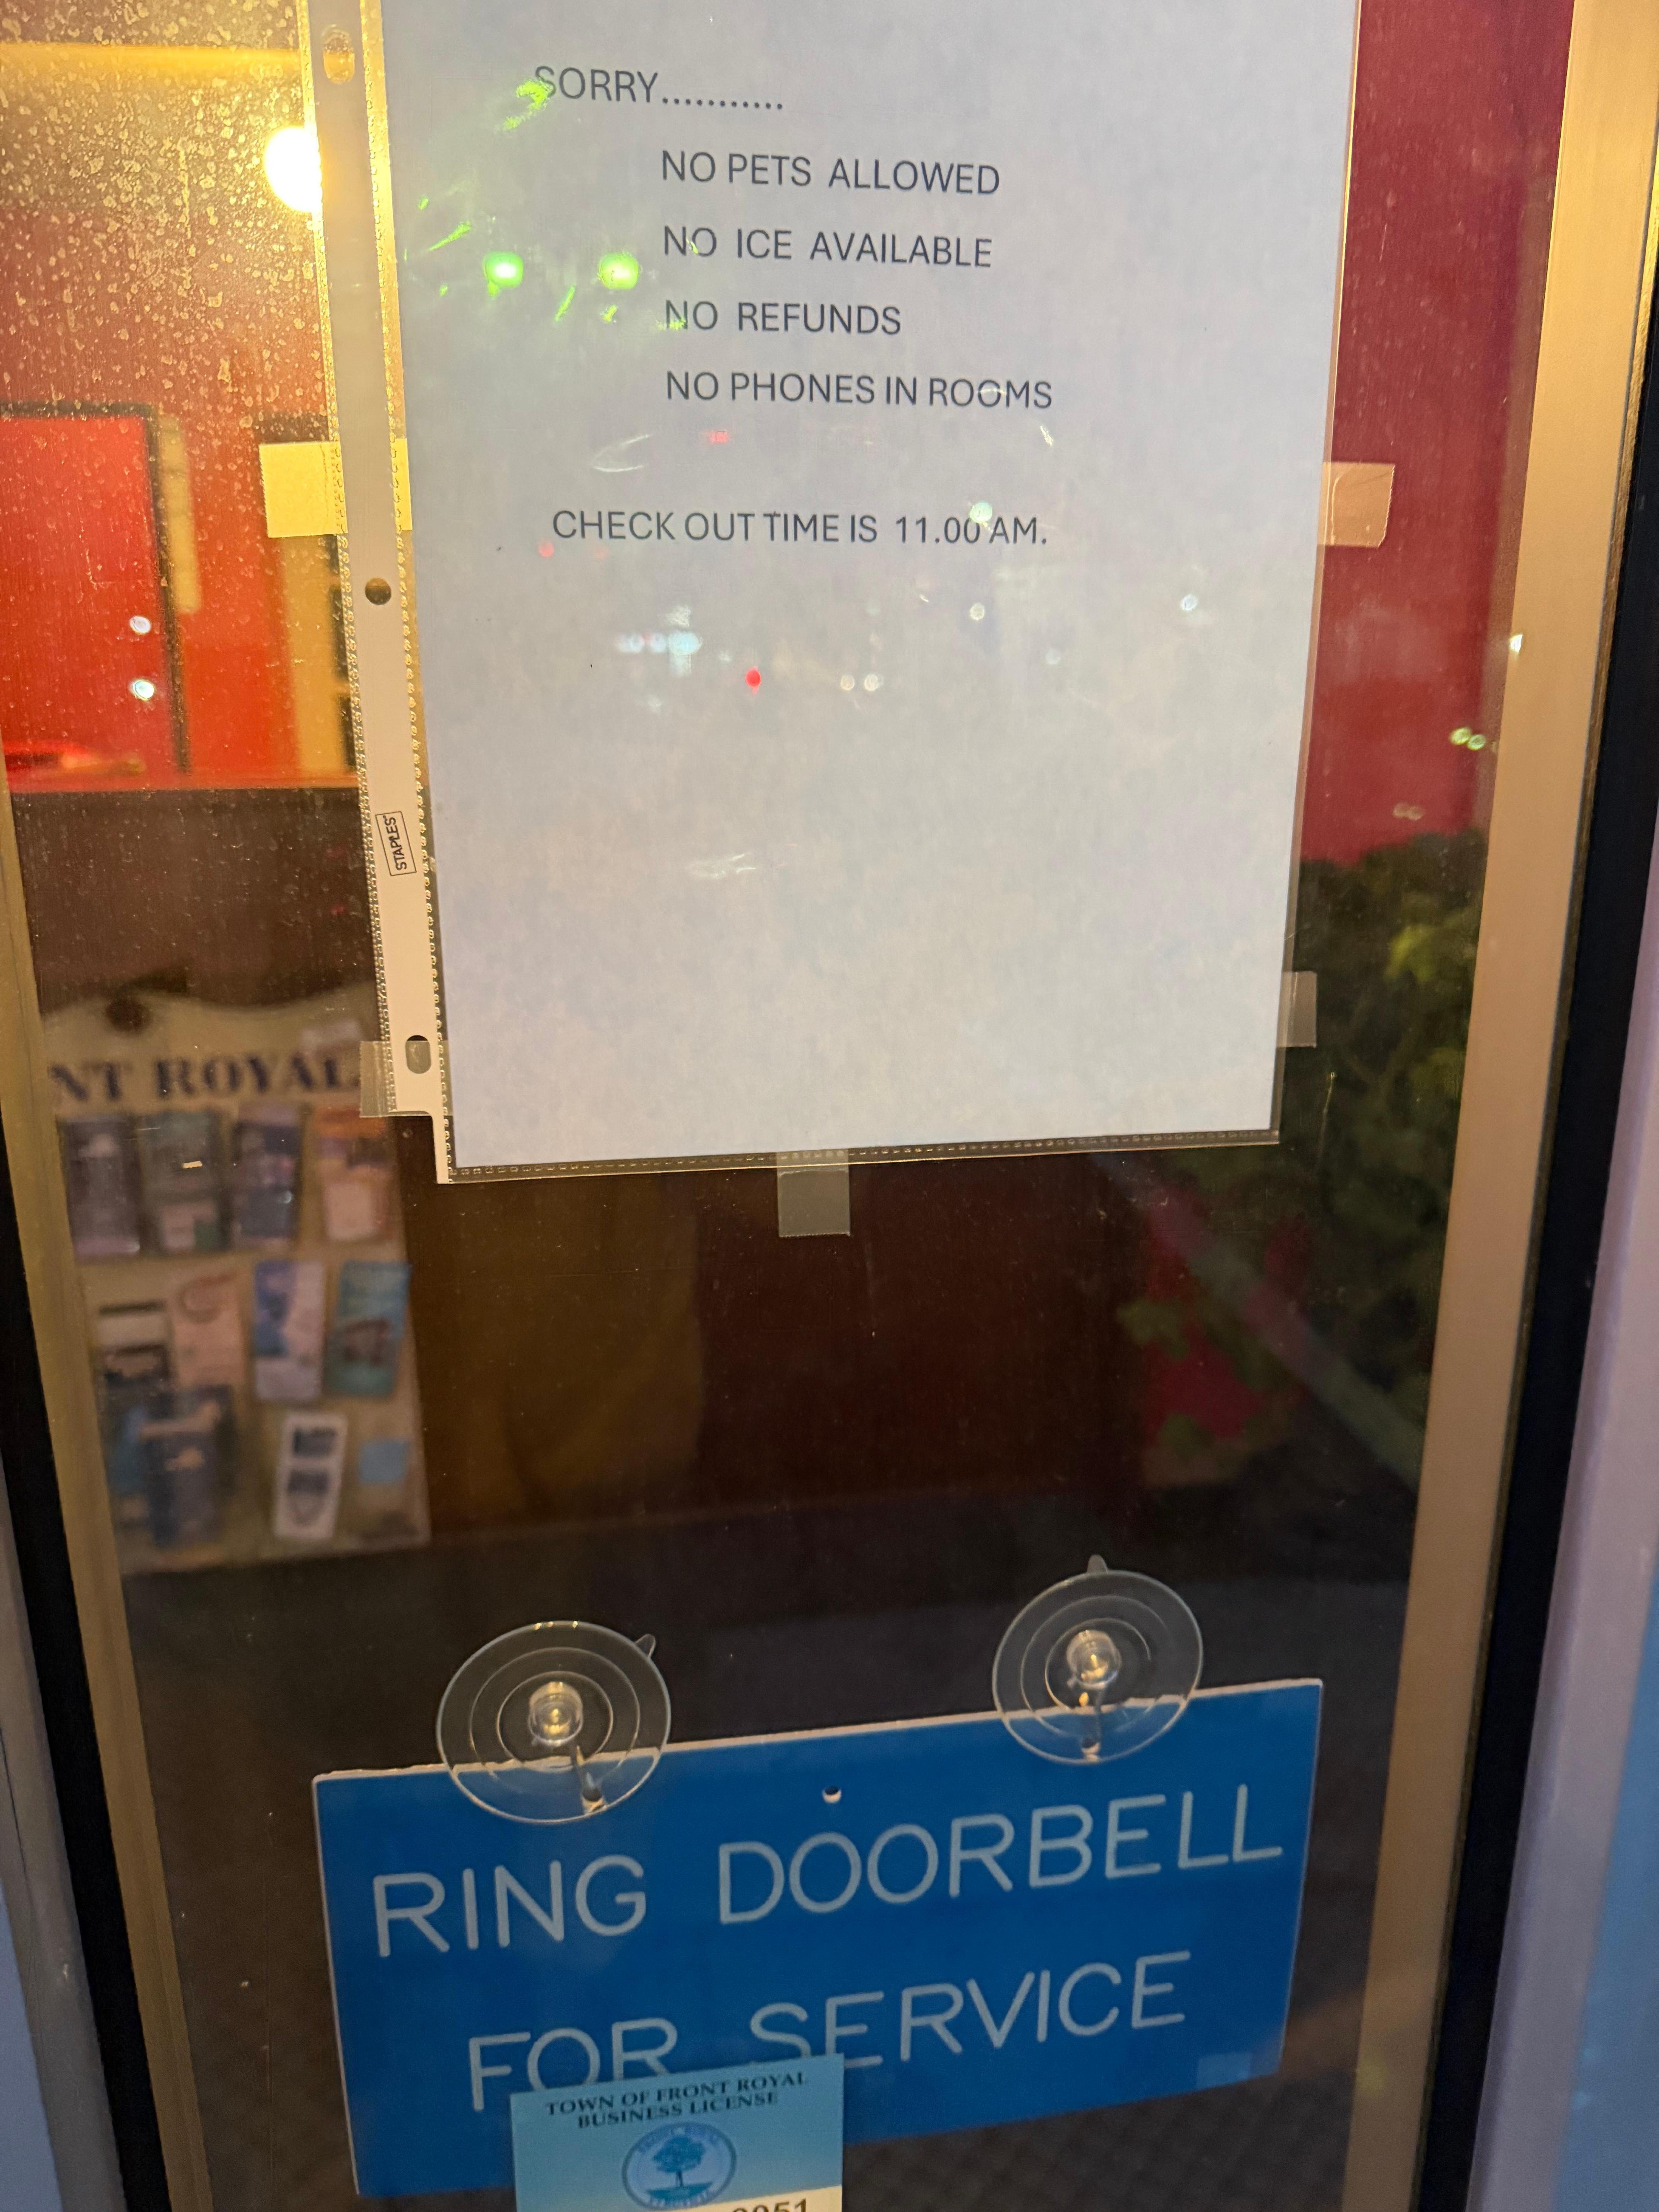 SORRY...........
NO PETS ALLOWED
NO ICE AVAILABLE
NO REFUNDS
NO PHONES IN ROOMS
CHECK OUT TIME IS 11.00 AM.
STAPLES
NT ROYAL
RING DOORBELL
FOR SERVICE
TOWN OF FRONT ROYAL
BUSINESS LICENSE